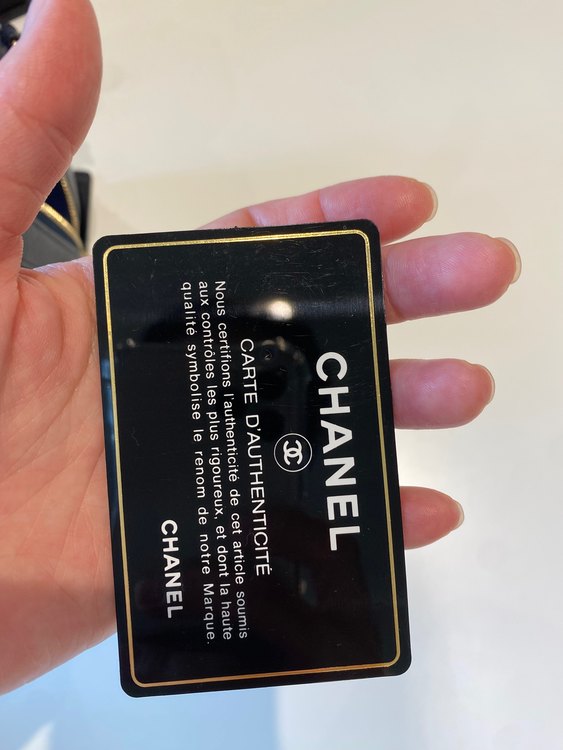 CHANEL
CARTE D'AUTHENTICITÉ
Nous certifions l'authenticité de cet article soumis
aux contrôles les plus rigoureux, et dont la haute
qualité symbolise le renom de notre Marque.
CHANEL